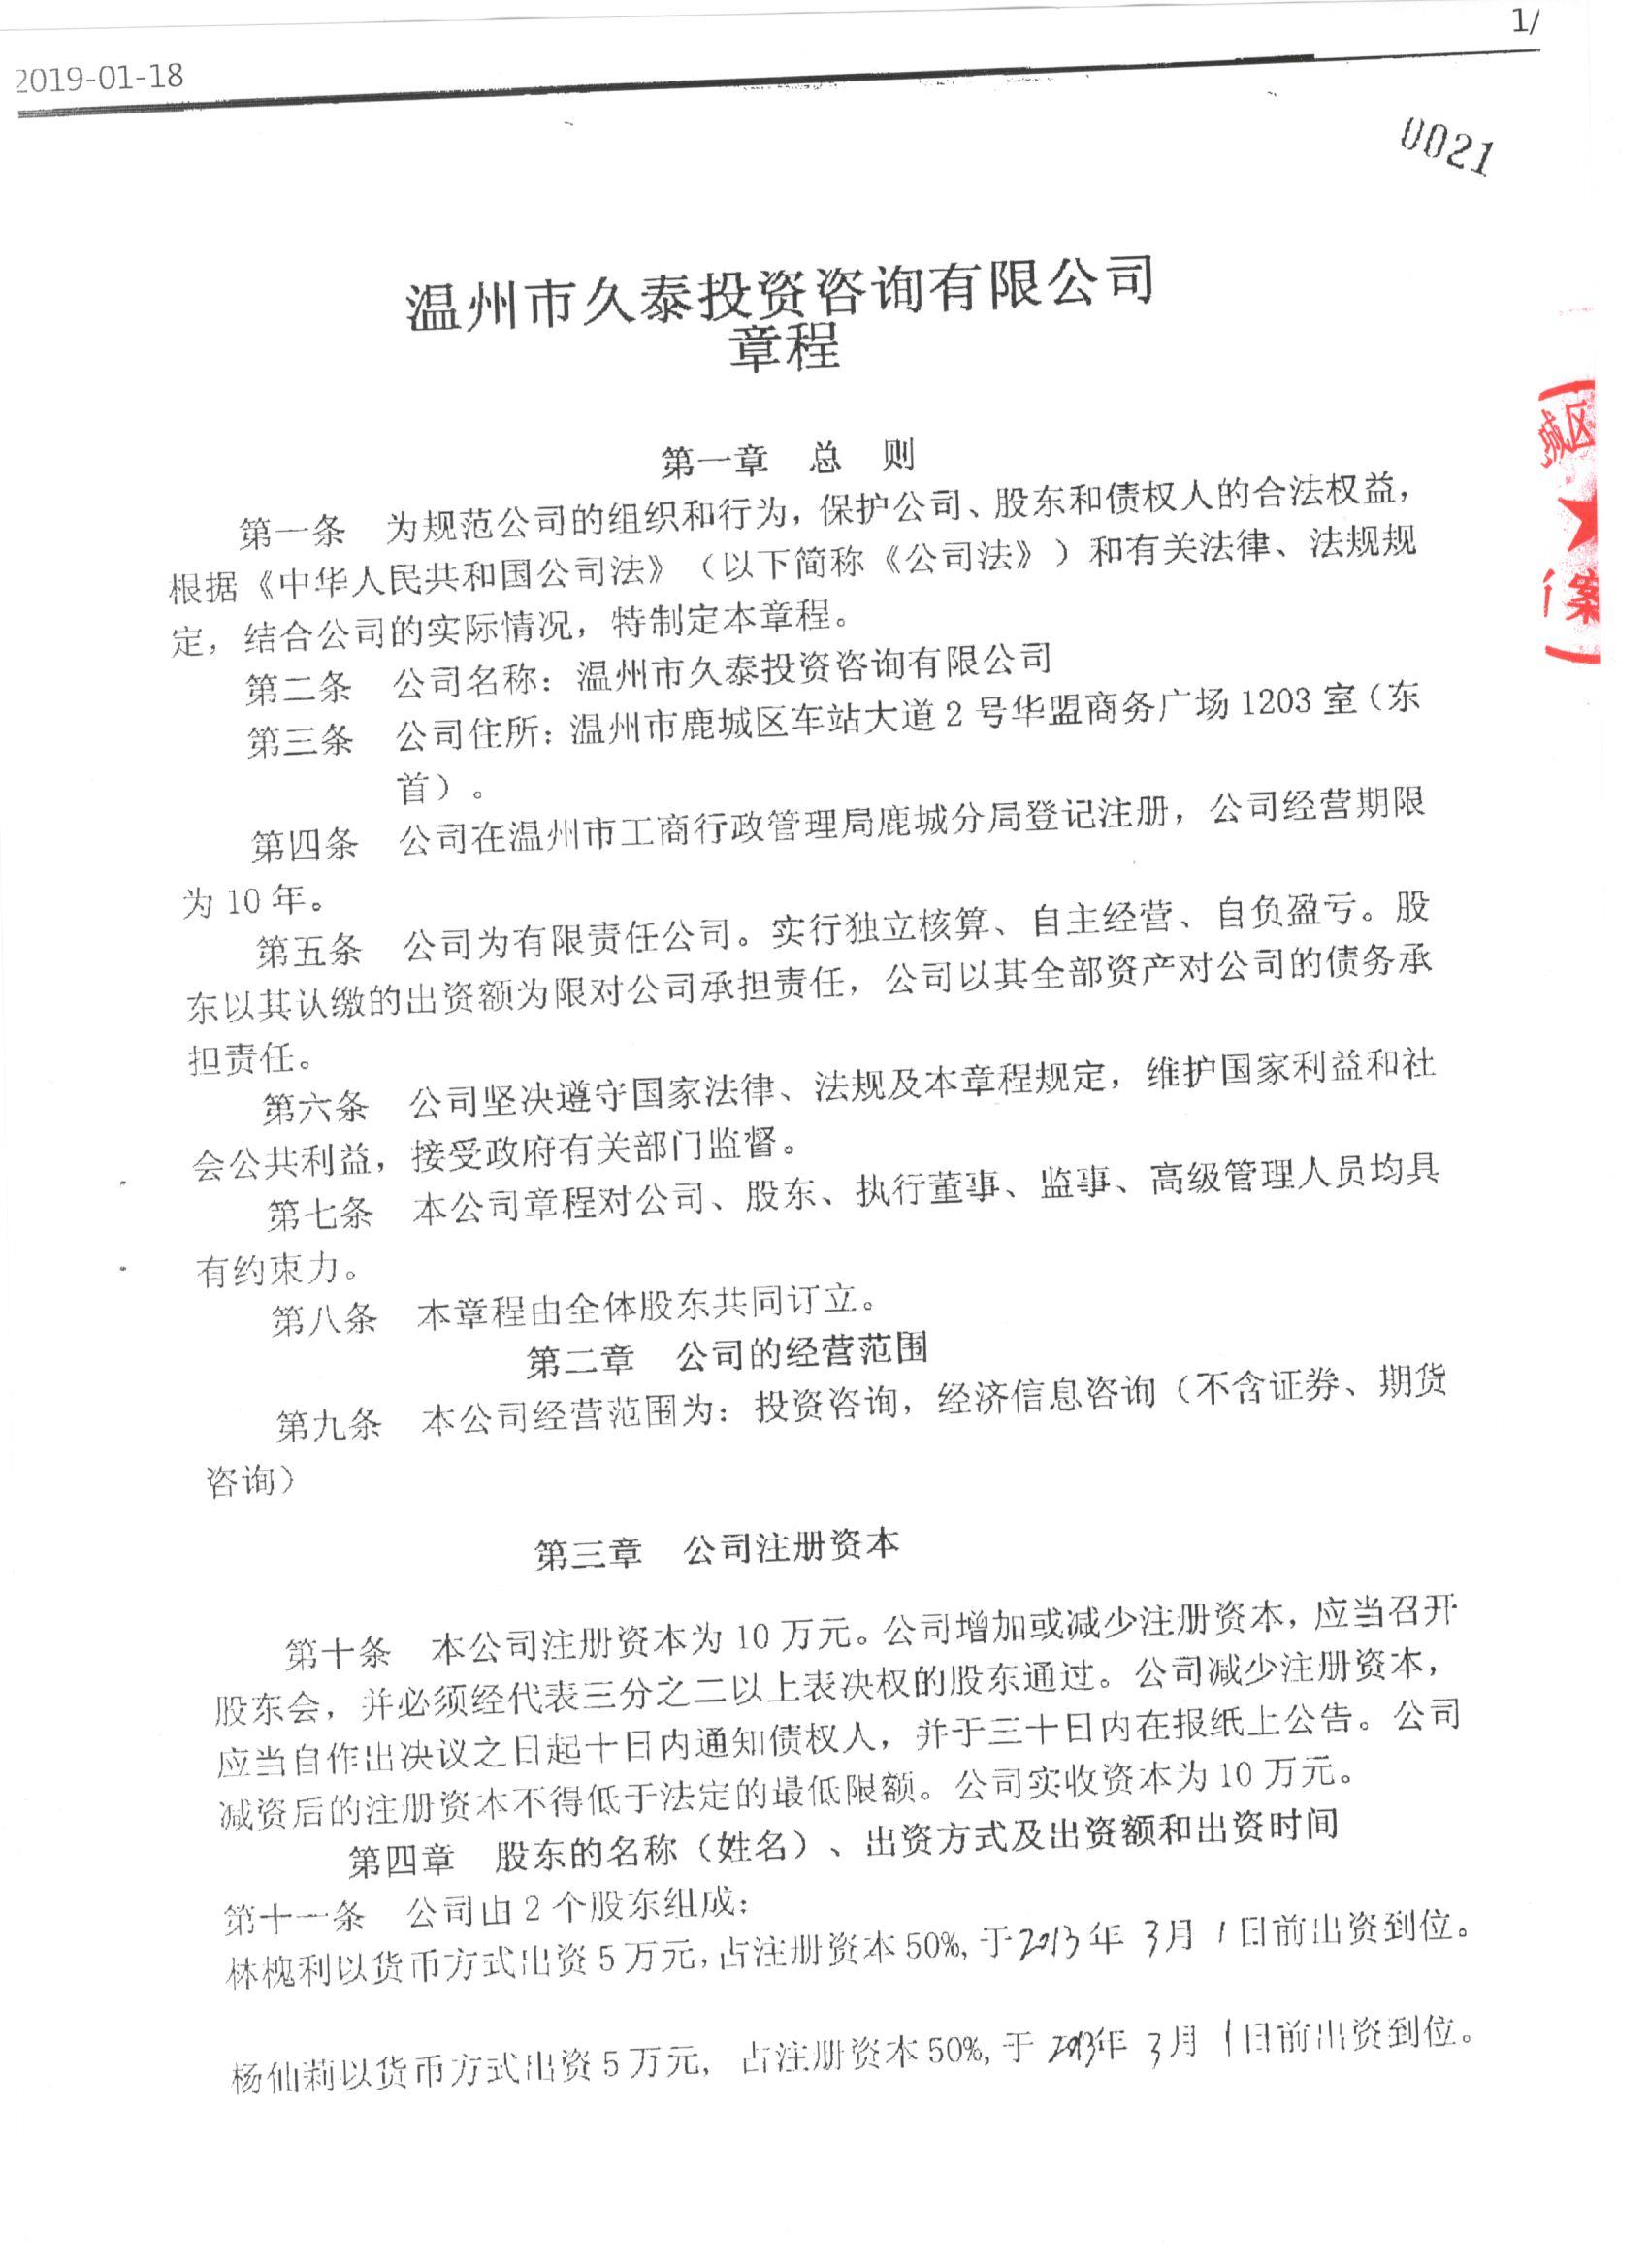 1/
2019-01-18
0021
温州市久泰投资咨询有限公司
章程
第一章 总 则
第一条 为规范公司的组织和行为，保护公司、股东和债权人的合法权益，
根据《中华人民共和国公司法》（以下简称《公司法》）和有关法律、法规规
定，结合公司的实际情况，特制定本章程。
第二条 公司名称：温州市久泰投资咨询有限公司
第三条 公司住所：温州市鹿城区车站大道2号华盟商务广场1203室（东
首）。
第四条 公司在温州市工商行政管理局鹿城分局登记注册，公司经营期限
为10年。
第五条 公司为有限责任公司。实行独立核算、自主经营、自负盈亏。股
东以其认缴的出资额为限对公司承担责任，公司以其全部资产对公司的债务承
担责任。
第六条 公司坚决遵守国家法律、法规及本章程规定，维护国家利益和社
会公共利益，接受政府有关部门监督。
第七条 本公司章程对公司、股东、执行董事、监事、高级管理人员均具
有约束力。
第八条 本章程由全体股东共同订立。
第二章 公司的经营范围
第九条 本公司经营范围为：投资咨询，经济信息咨询（不含证券、期货
咨询）
第三章 公司注册资本
第十条 本公司注册资本为10万元。公司增加或减少注册资本，应当召开
股东会，并必须经代表三分之二以上表决权的股东通过。公司减少注册资本，
应当自作出决议之日起十日内通知债权人，并于三十日内在报纸上公告。公司
减资后的注册资本不得低于法定的最低限额。公司实收资本为10万元。
第四章 股东的名称（姓名）、出资方式及出资额和出资时间
第十一条 公司由2个股东组成：
林槐利以货币方式出资5万元，占注册资本50%，于2013年3月1日前出资到位。
杨仙莉以货币方式出资5万元，占注册资本50%，于2013年3月1日前出资到位。
城区
案